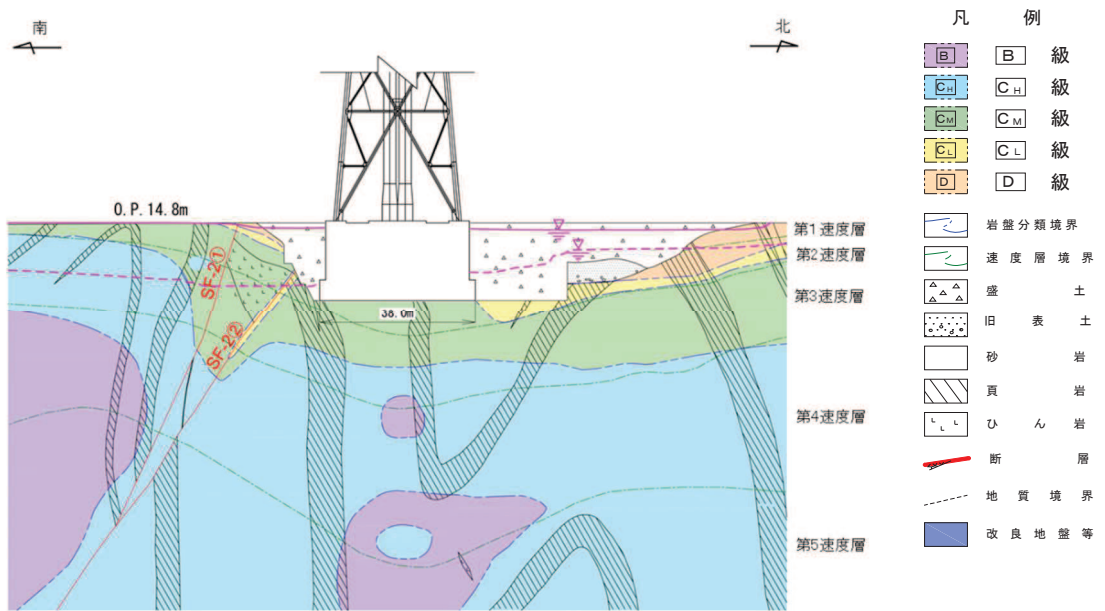 南
北
O.P.14.8m
SF-2①
SF-2②
38.0m
第1速度層
第2速度層
第3速度層
第4速度層
第5速度層
凡 例
B B 級
CH CH 級
CM CM 級
CL CL 級
D D 級
岩盤分類境界
速度層境界
盛土
旧表土
砂岩
頁岩
ひん岩
断層
地質境界
改良地盤等